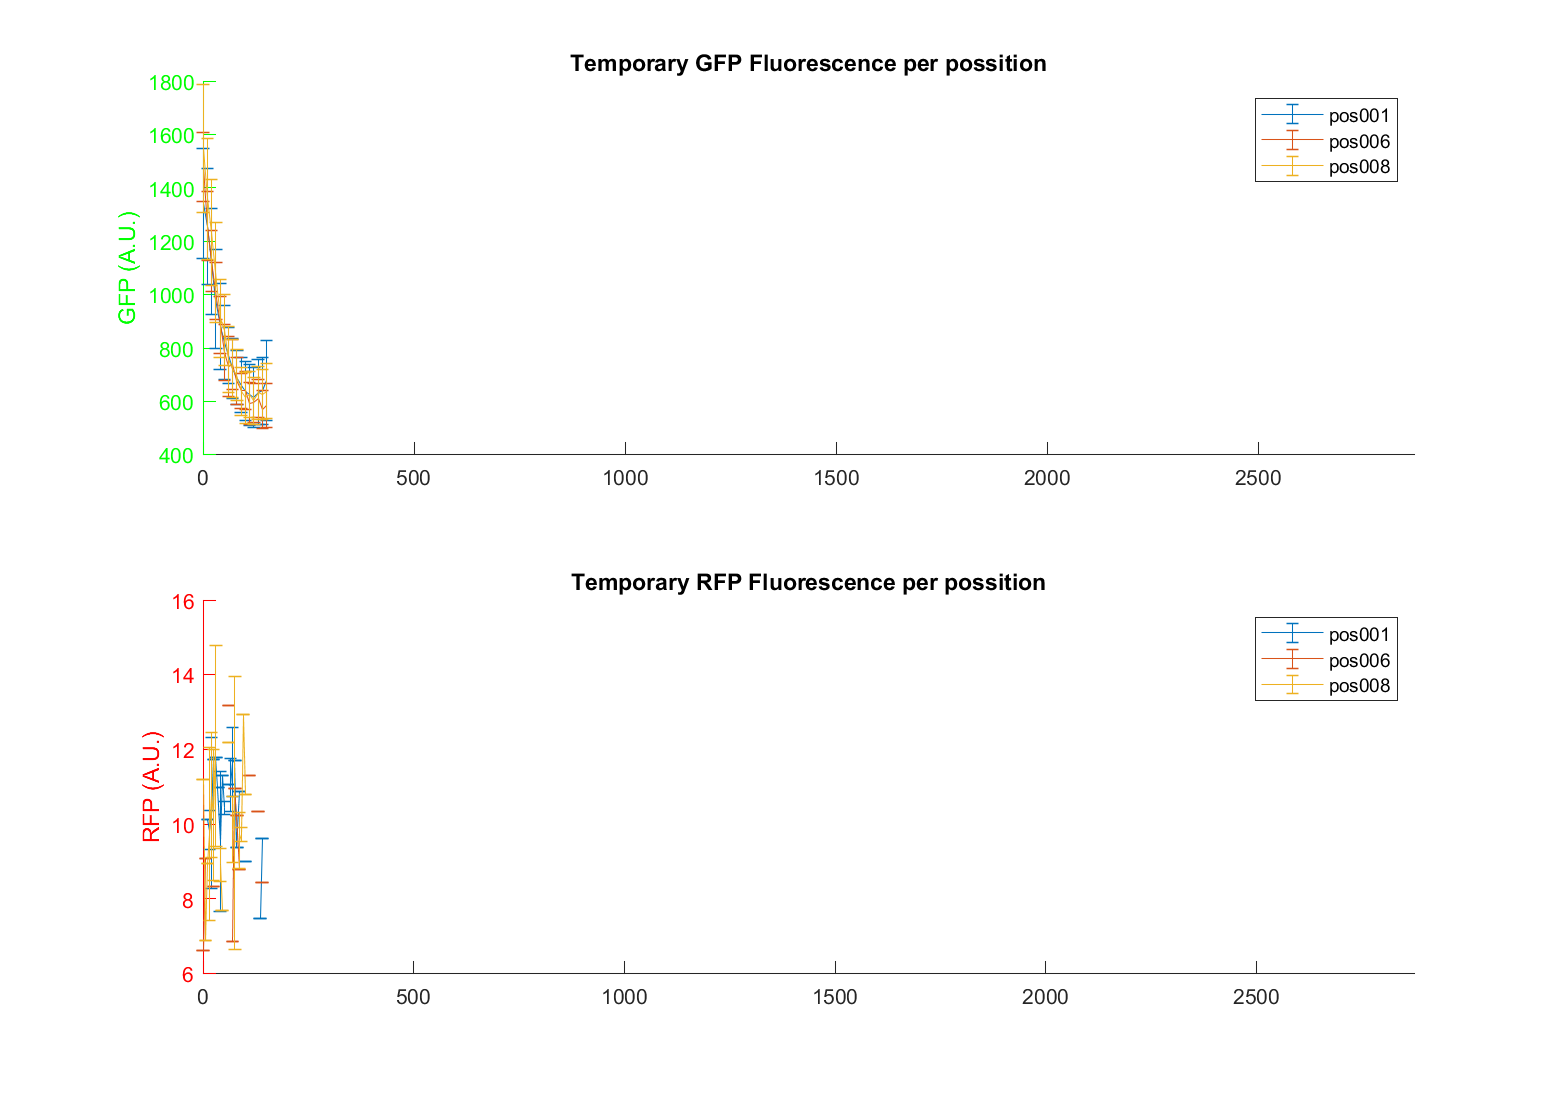 Temporary GFP Fluorescence per possition
1800
1600
1400
1200
1000
800
600
400
GFP (A.U.)
0 500 1000 1500 2000 2500
pos001
pos006
pos008
Temporary RFP Fluorescence per possition
16
14
12
10
8
6
RFP (A.U.)
0 500 1000 1500 2000 2500
pos001
pos006
pos008